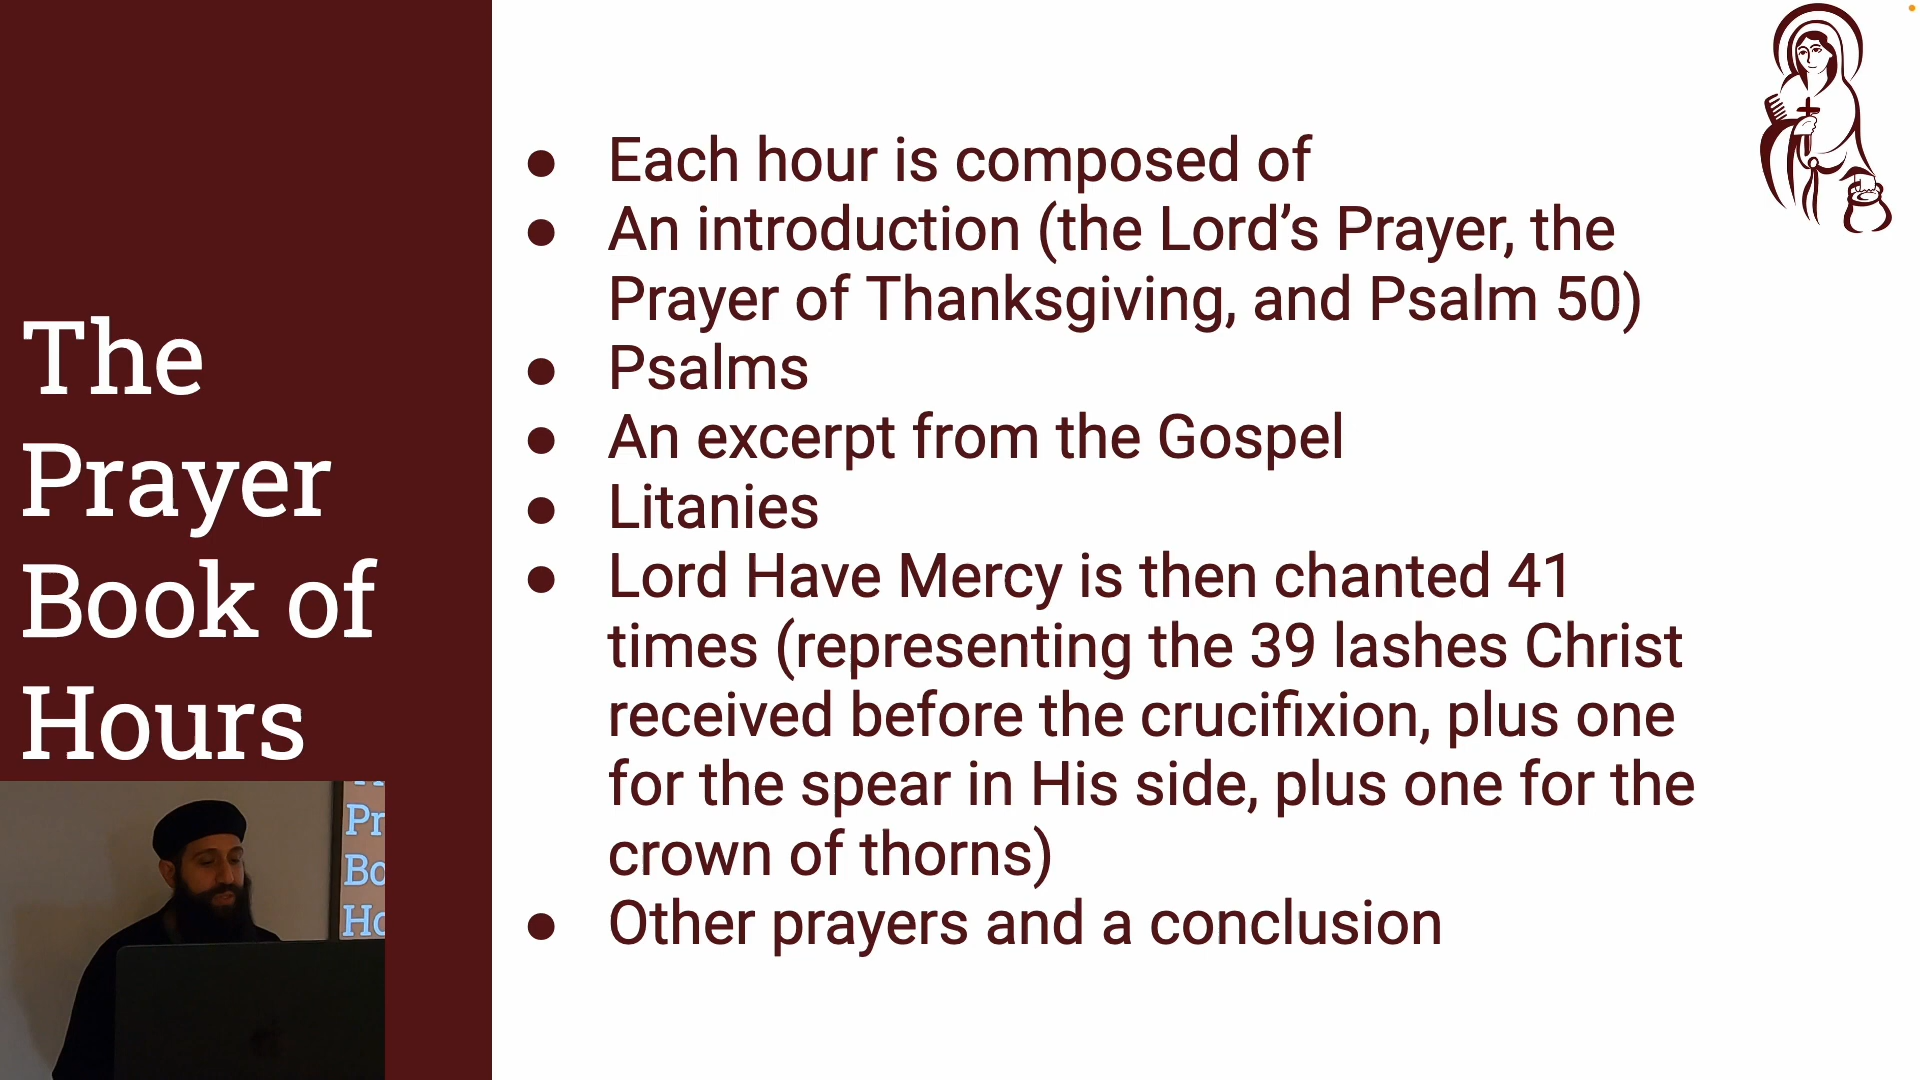 The
Prayer
Book of
Hours
● Each hour is composed of
● An introduction (the Lord’s Prayer, the
Prayer of Thanksgiving, and Psalm 50)
● Psalms
● An excerpt from the Gospel
● Litanies
● Lord Have Mercy is then chanted 41
times (representing the 39 lashes Christ
received before the crucifixion, plus one
for the spear in His side, plus one for the
crown of thorns)
● Other prayers and a conclusion
Pr
Bo
Ho